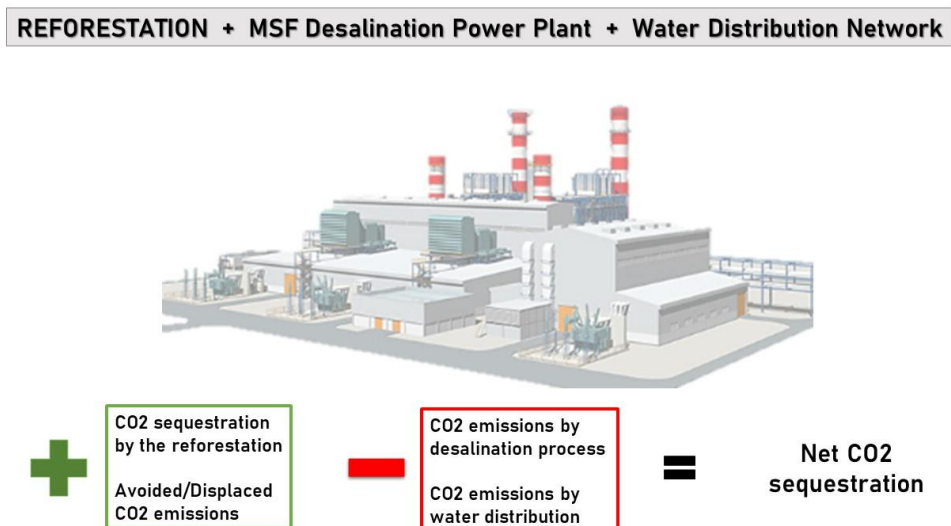 REFORESTATION + MSF Desalination Power Plant + Water Distribution Network
CO2 sequestration
by the reforestation
Avoided/Displaced
CO2 emissions
CO2 emissions by
desalination process
CO2 emissions by
water distribution
=
Net CO2
sequestration